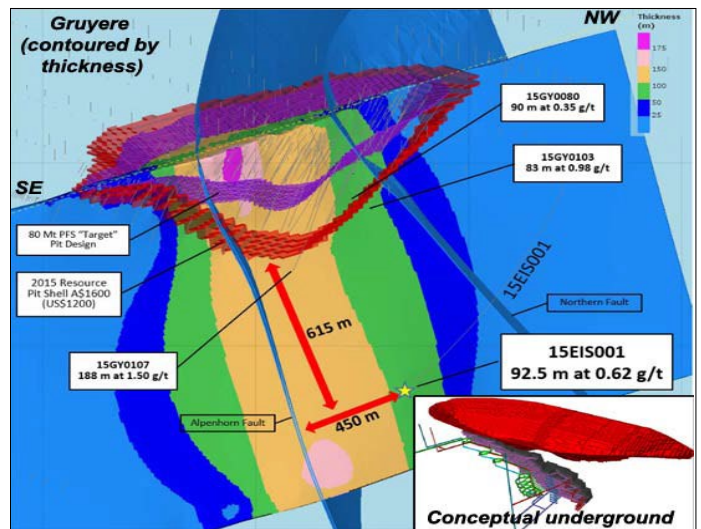 Gruyere
(contoured by
thickness)
NW
Thickness
(m)
175
150
100
50
25
15GY0080
90 m at 0.35 g/t
15GY0103
83 m at 0.98 g/t
SE
80 Mt PFS "Target"
Pit Design
2015 Resource
Pit Shell A$1600
(US$1200)
15EIS001
Northern Fault
615 m
15GY0107
188 m at 1.50 g/t
15EIS001
92.5 m at 0.62 g/t
Alpenhorn Fault
450 m
Conceptual underground